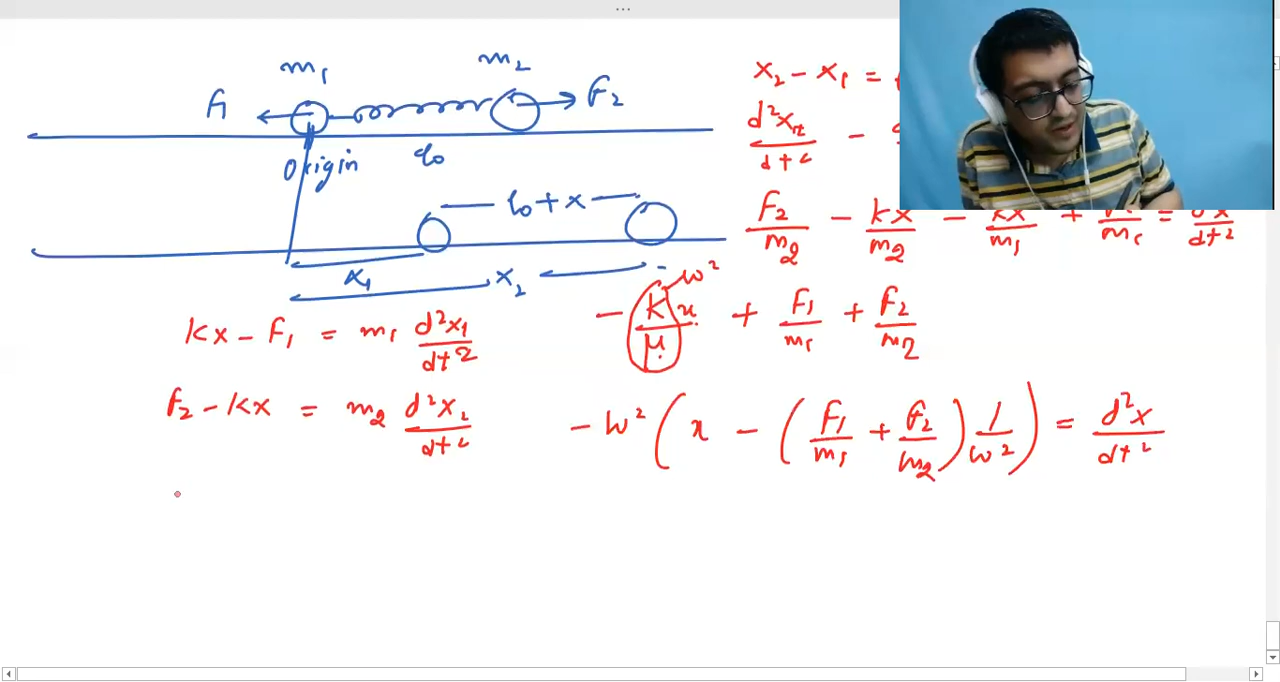 m₁ m₂
F₁ F₂
origin l₀
l₀ + x
x₁ x₂
kx - F₁ = m₁ d²x₁/dt²
F₂ - kx = m₂ d²x₂/dt²
x₂ - x₁ =
d²x₂/dt² -
F₂/m₂ - kx/m₂ - kx/m₁ + F₁/m₁ = d²x/dt²
ω²
- k/μ x + F₁/m₁ + F₂/m₂
- ω² ( x - ( F₁/m₁ + F₂/m₂ ) 1/ω² ) = d²x/dt²